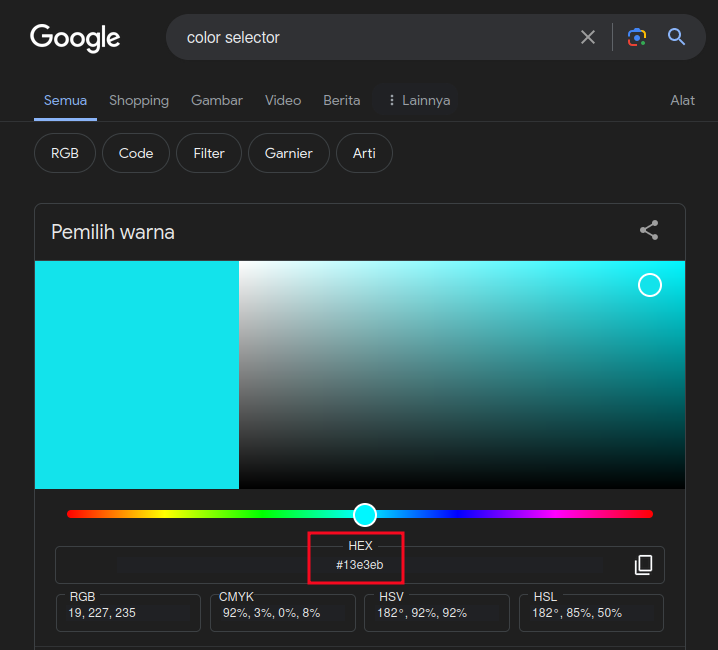 Google
color selector
Semua Shopping Gambar Video Berita Lainnya Alat
RGB Code Filter Garnier Arti
Pemilih warna
HEX
#13e3eb
RGB CMYK HSV HSL
19, 227, 235 92%, 3%, 0%, 8% 182°, 92%, 92% 182°, 85%, 50%